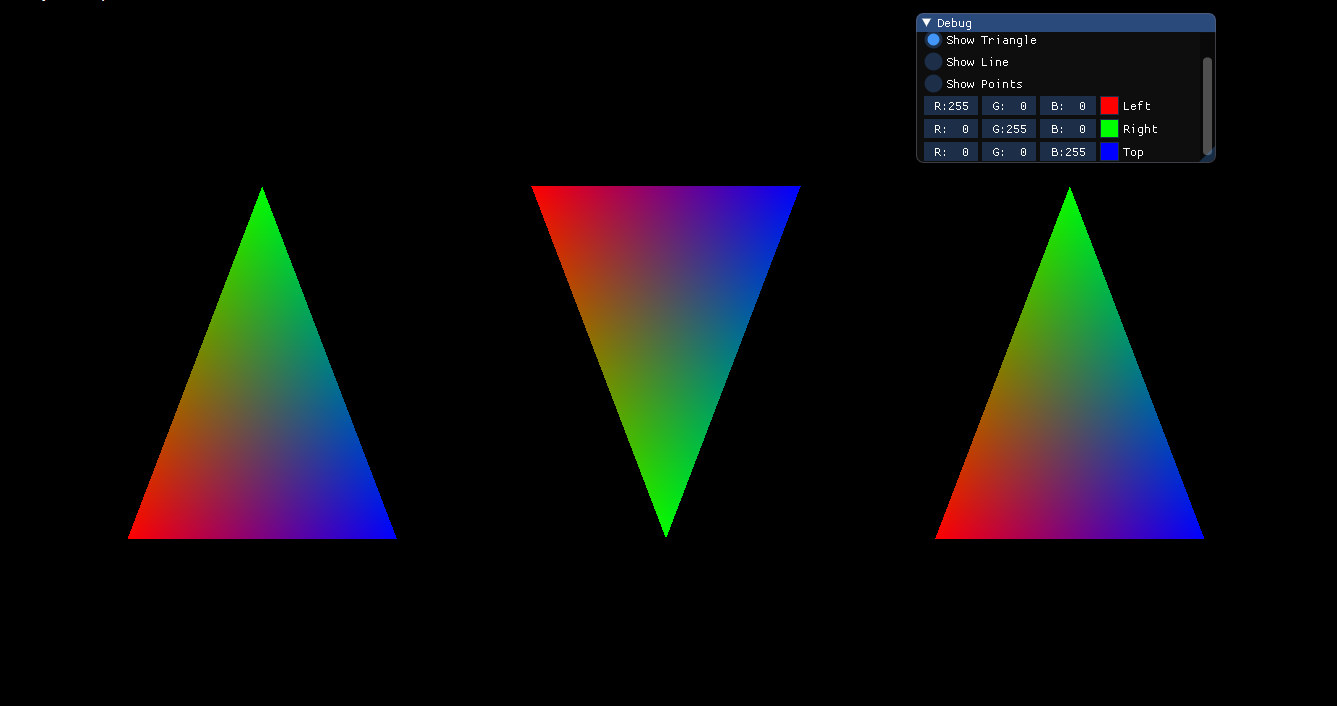 Debug
Show Triangle
Show Line
Show Points
R:255 G: 0 B: 0 Left
R: 0 G:255 B: 0 Right
R: 0 G: 0 B:255 Top